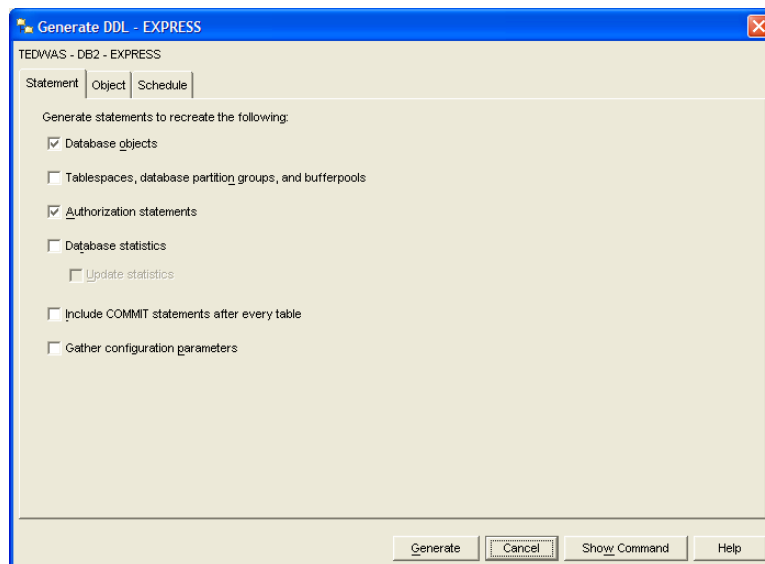 Generate DDL - EXPRESS
TEDWAS - DB2 - EXPRESS
Statement Object Schedule
Generate statements to recreate the following:
Database objects
Tablespaces, database partition groups, and bufferpools
Authorization statements
Database statistics
Update statistics
Include COMMIT statements after every table
Gather configuration parameters
Generate Cancel Show Command Help